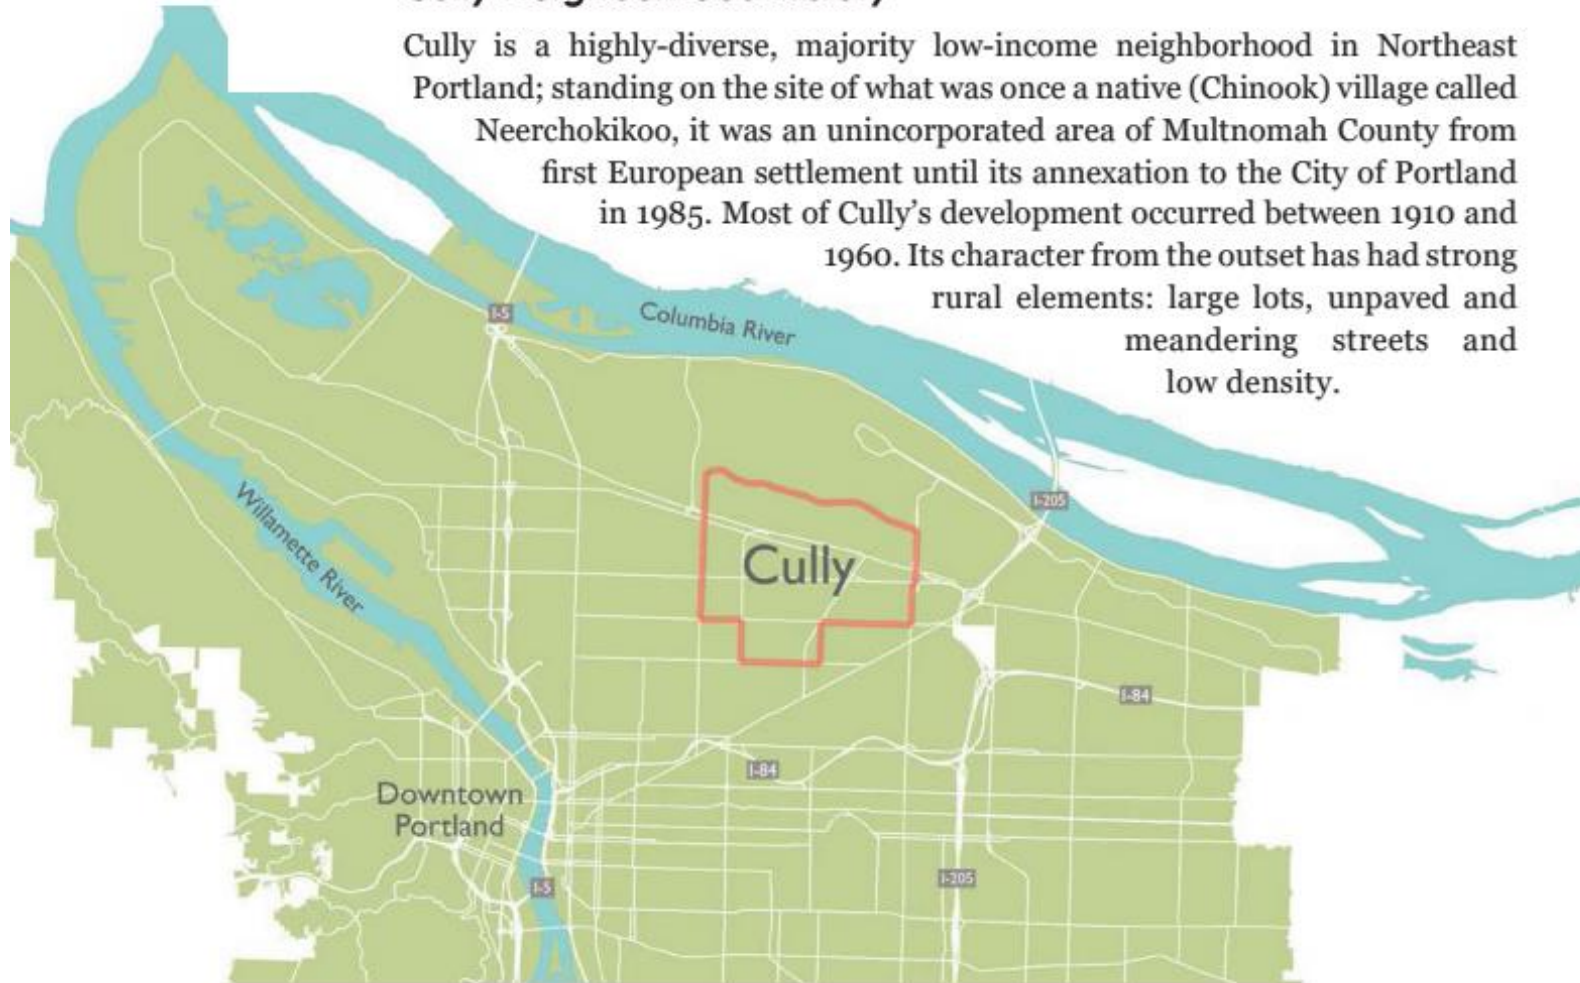 Cully is a highly-diverse, majority low-income neighborhood in Northeast
Portland; standing on the site of what was once a native (Chinook) village called
Neerchokikoo, it was an unincorporated area of Multnomah County from
first European settlement until its annexation to the City of Portland
in 1985. Most of Cully’s development occurred between 1910 and
1960. Its character from the outset has had strong
rural elements: large lots, unpaved and
meandering streets and
low density.
I-5
Columbia River
I-205
Willamette River
Cully
I-84
I-84
Downtown
Portland
I-205
I-5